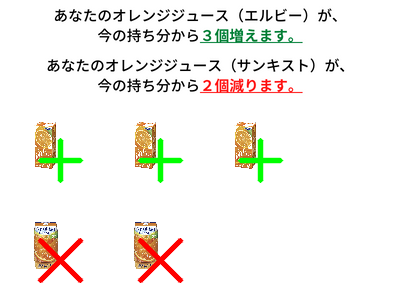 あなたのオレンジジュース（エルビー）が、
今の持ち分から３個増えます。
あなたのオレンジジュース（サンキスト）が、
今の持ち分から２個減ります。